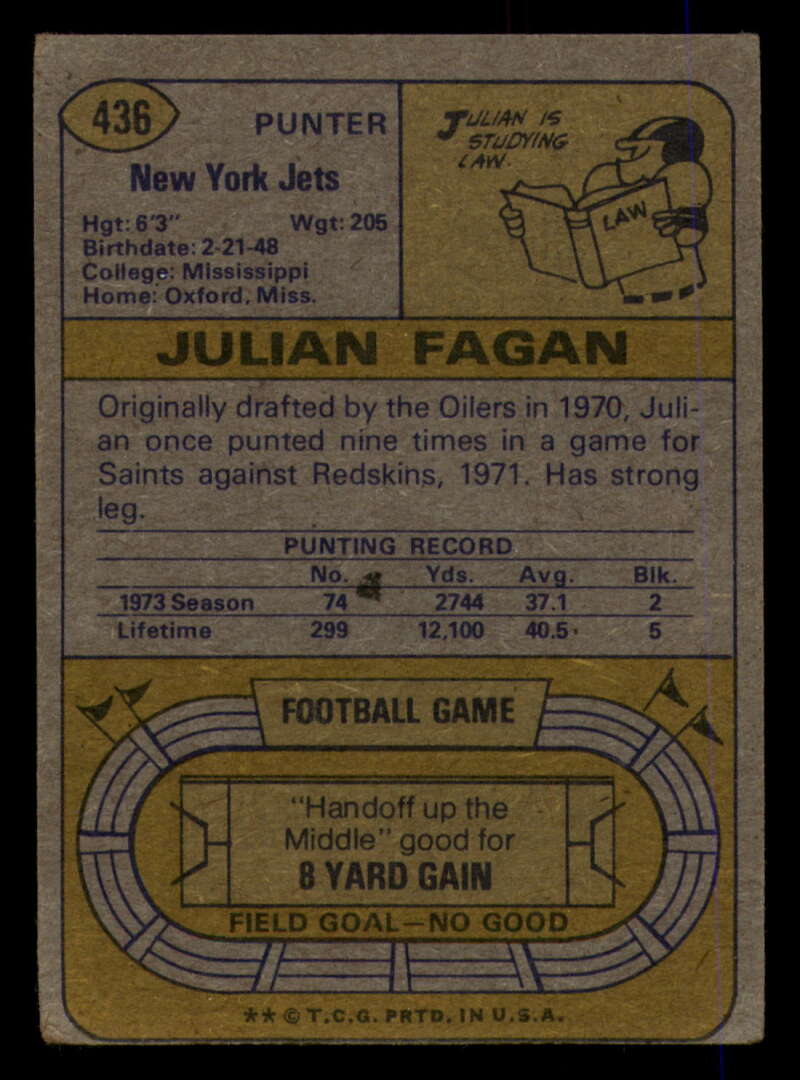 436
PUNTER
New York Jets
Hgt: 6'3" Wgt: 205
Birthdate: 2-21-48
College: Mississippi
Home: Oxford, Miss.
JULIAN IS
STUDYING
LAW.
LAW
JULIAN FAGAN
Originally drafted by the Oilers in 1970, Juli-
an once punted nine times in a game for
Saints against Redskins, 1971. Has strong
leg.
PUNTING RECORD
No. Yds. Avg. Blk.
1973 Season 74 2744 37.1 2
Lifetime 299 12,100 40.5 5
FOOTBALL GAME
"Handoff up the
Middle" good for
8 YARD GAIN
FIELD GOAL—NO GOOD
** © T.C.G. PRTD. IN U.S.A.